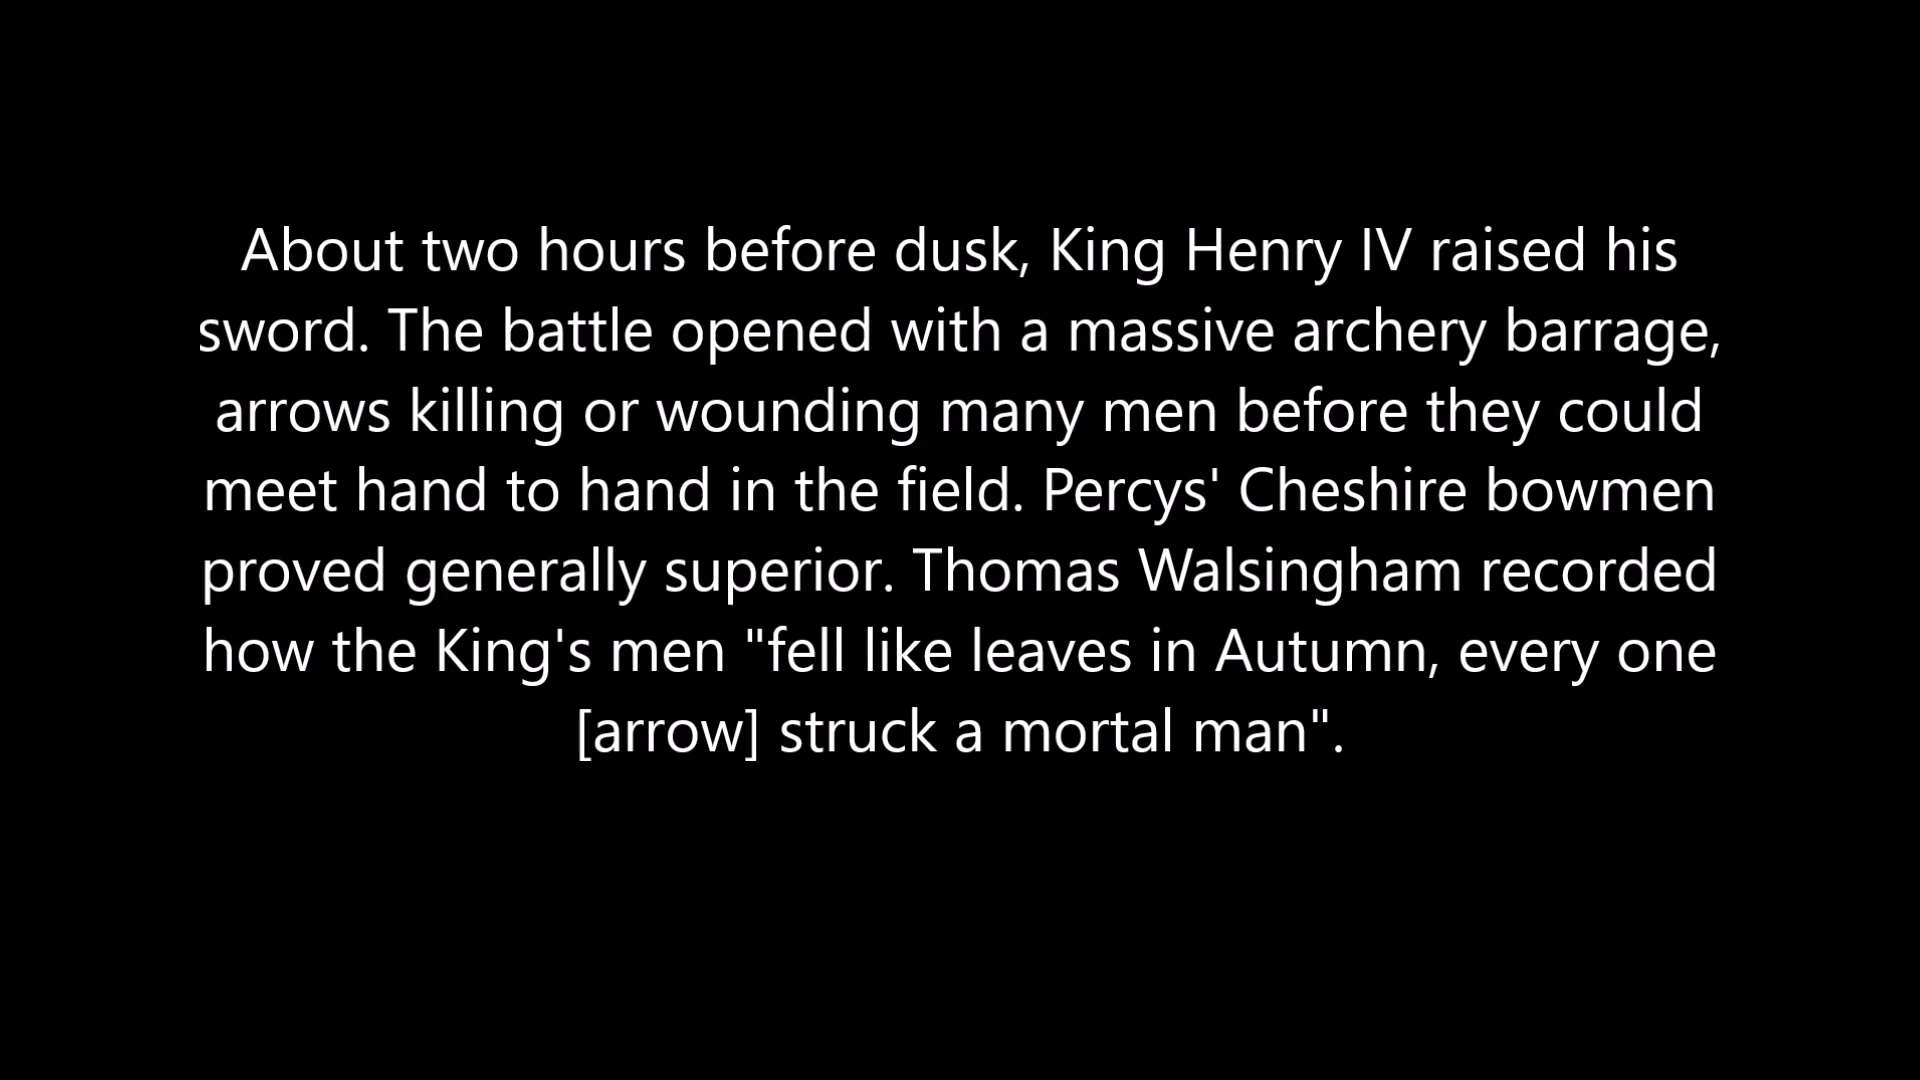 About two hours before dusk, King Henry IV raised his
sword. The battle opened with a massive archery barrage,
arrows killing or wounding many men before they could
meet hand to hand in the field. Percys' Cheshire bowmen
proved generally superior. Thomas Walsingham recorded
how the King's men "fell like leaves in Autumn, every one
[arrow] struck a mortal man".